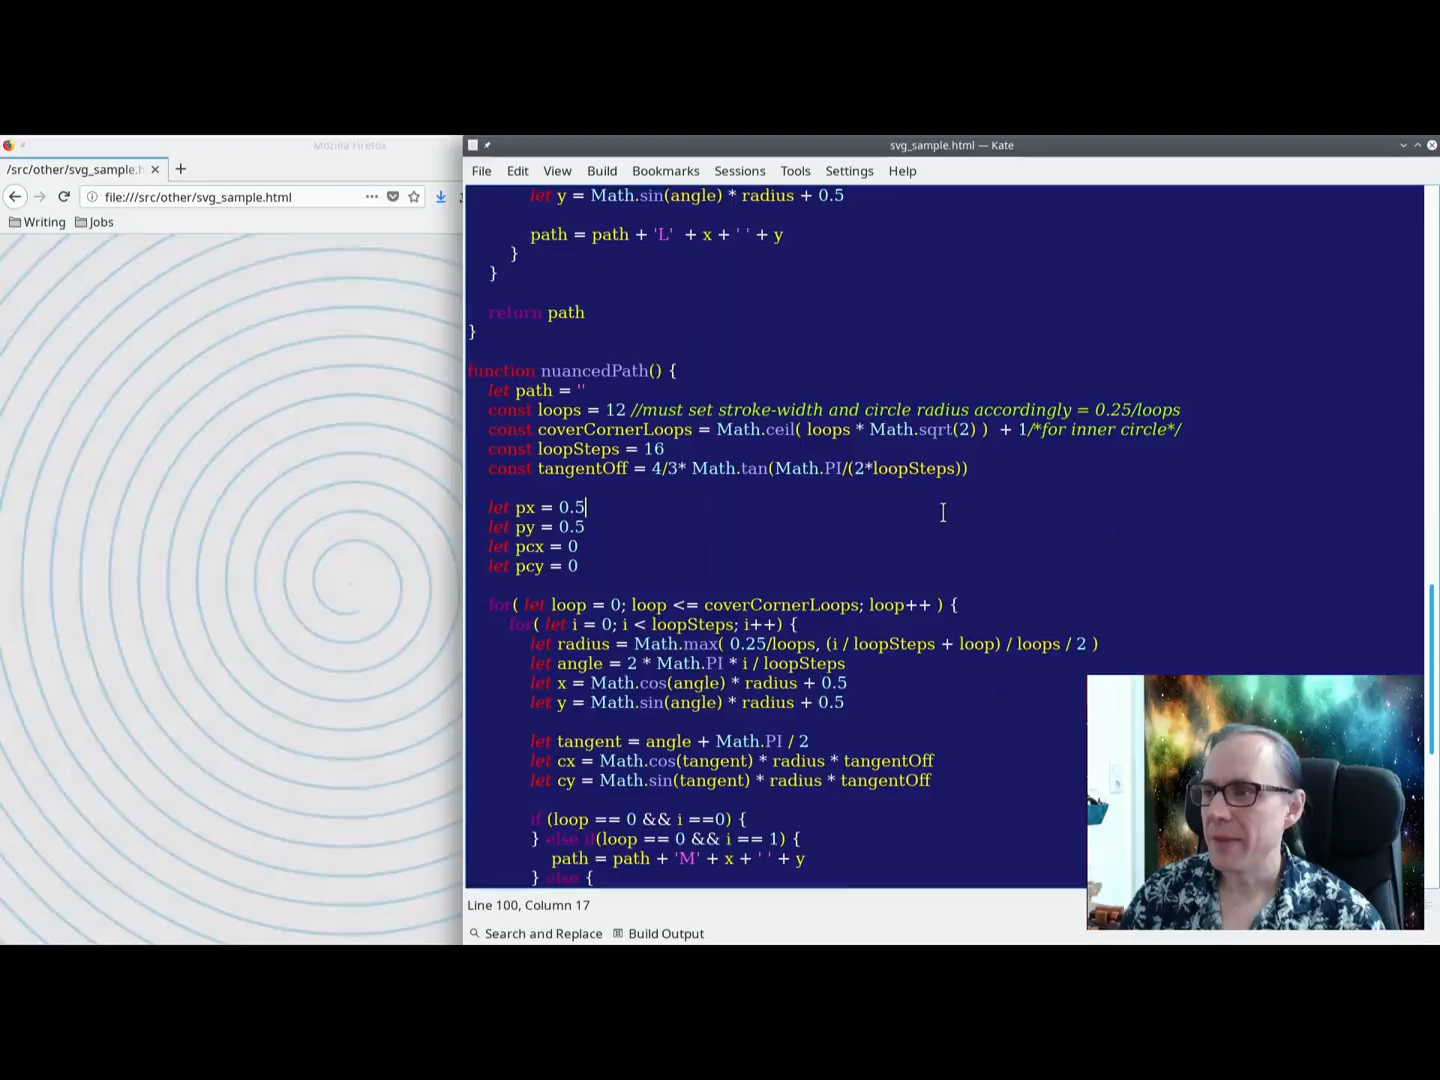 Mozilla Firefox
svg_sample.html — Kate
/src/other/svg_sample.h
file:///src/other/svg_sample.html
Writing
Jobs
File Edit View Build Bookmarks Sessions Tools Settings Help
let y = Math.sin(angle) * radius + 0.5
path = path + 'L' + x + ' ' + y
}
}
return path
}
function nuancedPath() {
let path = ''
const loops = 12 //must set stroke-width and circle radius accordingly = 0.25/loops
const coverCornerLoops = Math.ceil( loops * Math.sqrt(2) ) + 1/*for inner circle*/
const loopSteps = 16
const tangentOff = 4/3* Math.tan(Math.PI/(2*loopSteps))
let px = 0.5
let py = 0.5
let pcx = 0
let pcy = 0
for( let loop = 0; loop <= coverCornerLoops; loop++ ) {
for( let i = 0; i < loopSteps; i++) {
let radius = Math.max( 0.25/loops, (i / loopSteps + loop) / loops / 2 )
let angle = 2 * Math.PI * i / loopSteps
let x = Math.cos(angle) * radius + 0.5
let y = Math.sin(angle) * radius + 0.5
let tangent = angle + Math.PI / 2
let cx = Math.cos(tangent) * radius * tangentOff
let cy = Math.sin(tangent) * radius * tangentOff
if (loop == 0 && i ==0) {
} else if(loop == 0 && i == 1) {
path = path + 'M' + x + ' ' + y
} else {
Line 100, Column 17
Search and Replace Build Output